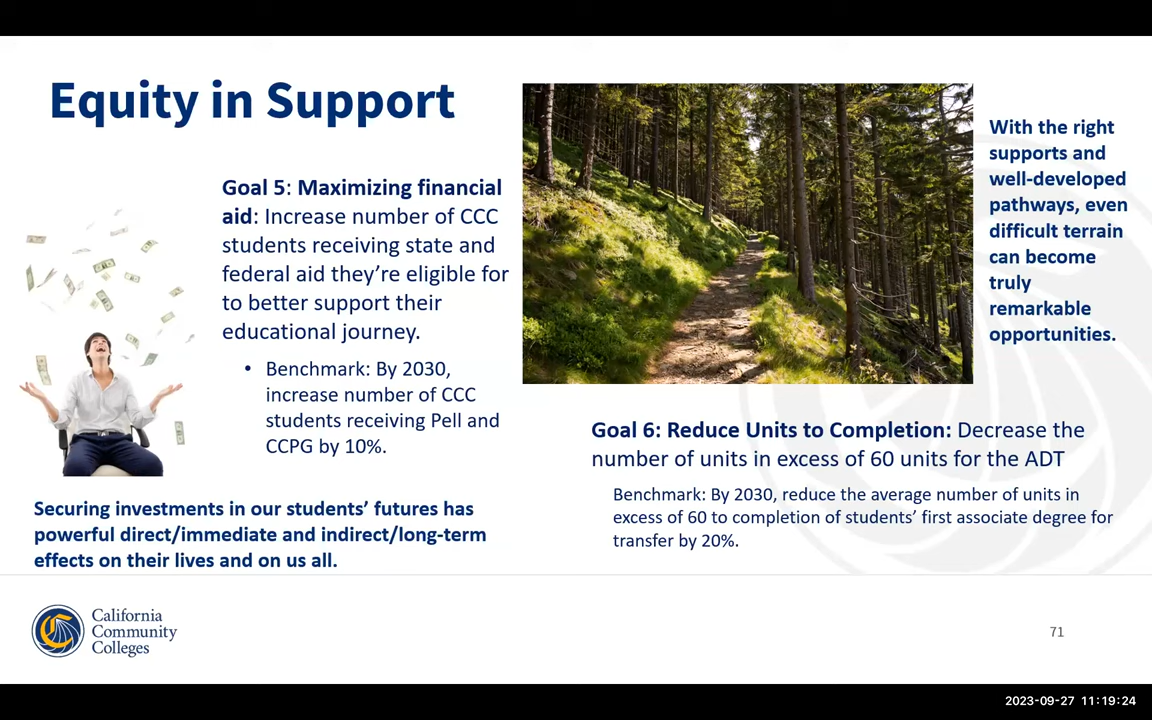 Equity in Support
Goal 5: Maximizing financial
aid: Increase number of CCC
students receiving state and
federal aid they’re eligible for
to better support their
educational journey.
• Benchmark: By 2030,
increase number of CCC
students receiving Pell and
CCPG by 10%.
Securing investments in our students’ futures has
powerful direct/immediate and indirect/long-term
effects on their lives and on us all.
With the right
supports and
well-developed
pathways, even
difficult terrain
can become
truly
remarkable
opportunities.
Goal 6: Reduce Units to Completion: Decrease the
number of units in excess of 60 units for the ADT
Benchmark: By 2030, reduce the average number of units in
excess of 60 to completion of students’ first associate degree for
transfer by 20%.
California
Community
Colleges
71
2023-09-27 11:19:24